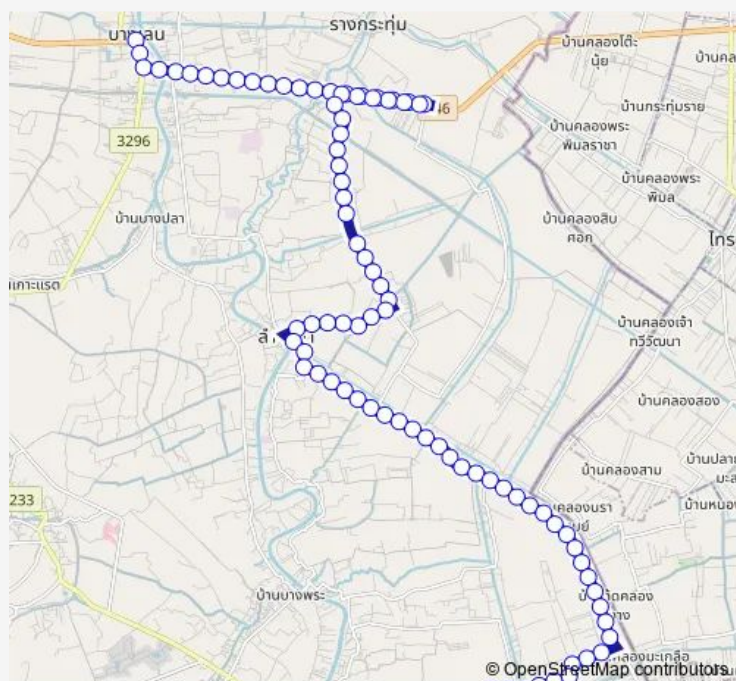 รางกระทุ่ม
บ้านคลองโต๊ะ
นุ้ย
บ้านกระทุ่มราย
3296
บ้านคลองพระ
พิมลราชา
บ้านคลองพระ
พิมล
บ้านบางปลา
บ้านคลองสิบ
ศอก
ไทร
นเกาะแรต
บ้านคลองเจ้า
ทวีวัฒนา
บ้านคลองสอง
บ้านคลองสาม
บ้านปลาย
233
บ้านหนอง
คลองนรา
บ้านบางพระ
คลองมะเกลือ
© OpenStreetMap contributors